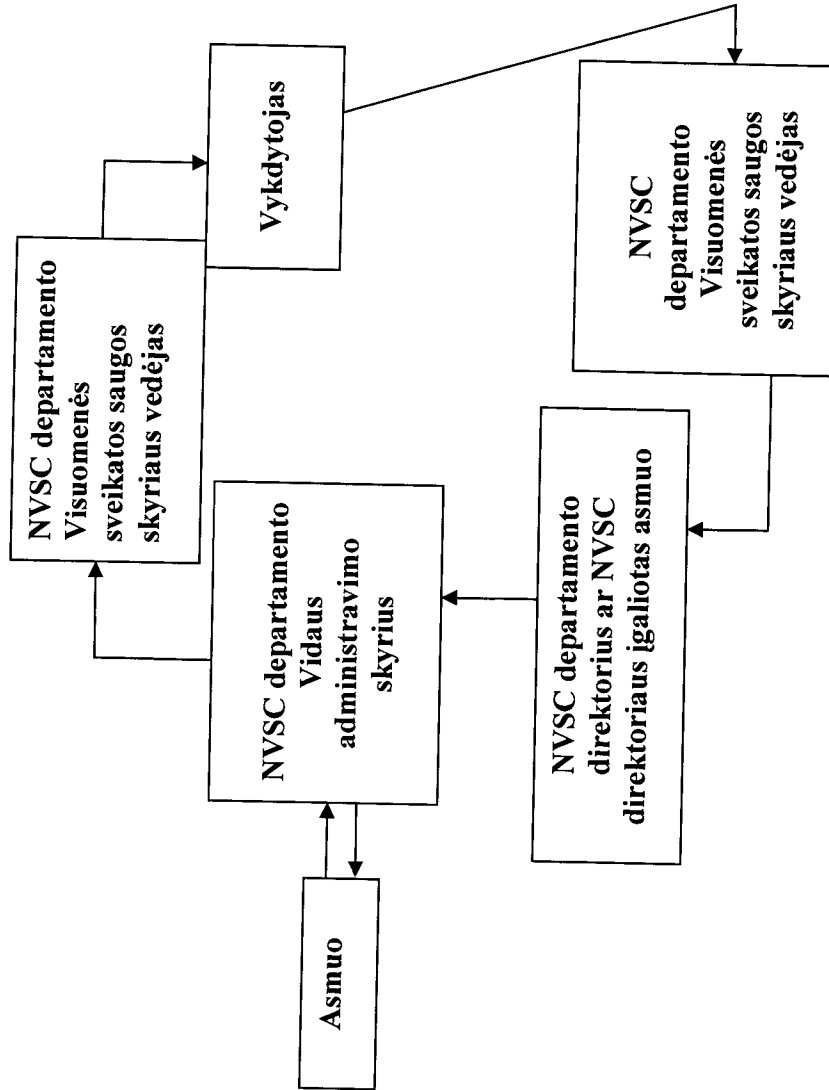 Asmuo
NVSC departamento
Vidaus
administravimo
skyrius
NVSC departamento
Visuomenės
sveikatos saugos
skyriaus vedėjas
Vykdytojas
NVSC
departamento
Visuomenės
sveikatos saugos
skyriaus vedėjas
NVSC departamento
direktorius ar NVSC
direktoriaus įgaliotas asmuo